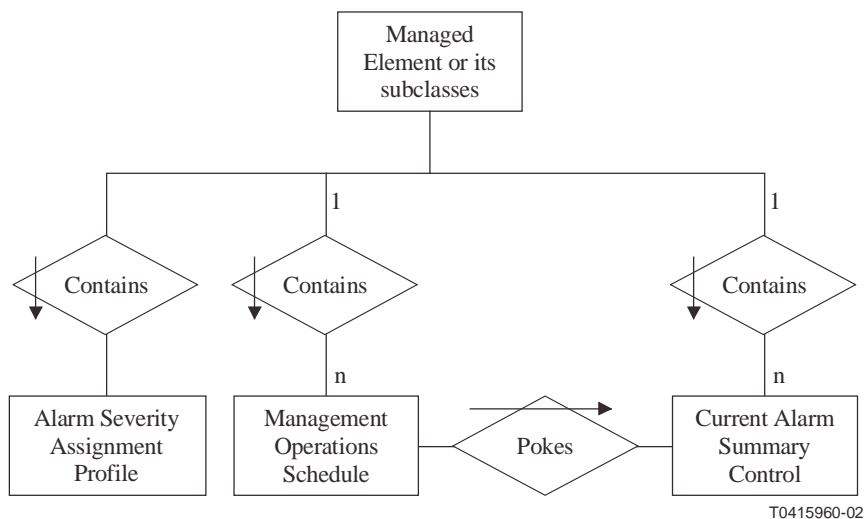 Managed
Element or its
subclasses
1
1
Contains
Contains
Contains
n
n
Alarm Severity
Assignment
Profile
Management
Operations
Schedule
Pokes
Current Alarm
Summary
Control
T0415960-02